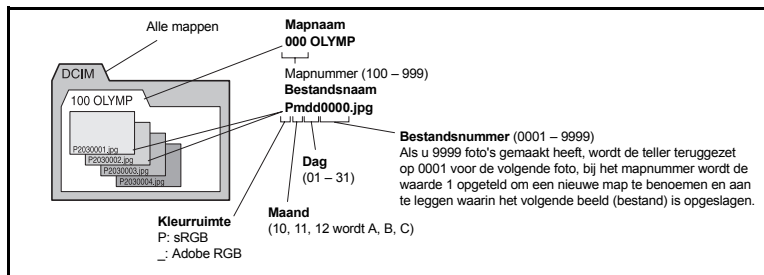 Alle mappen
Mapnaam
000 OLYMP
Mapnummer (100 – 999)
DCIM
100 OLYMP
P2030001.jpg
P2030002.jpg
P2030003.jpg
P2030004.jpg
Bestandsnaam
Pmdd0000.jpg
Bestandsnummer (0001 – 9999)
Als u 9999 foto's gemaakt heeft, wordt de teller teruggezet
op 0001 voor de volgende foto, bij het mapnummer wordt de
waarde 1 opgeteld om een nieuwe map te benoemen en aan
te leggen waarin het volgende beeld (bestand) is opgeslagen.
Dag
(01 – 31)
Maand
(10, 11, 12 wordt A, B, C)
Kleurruimte
P: sRGB
_: Adobe RGB